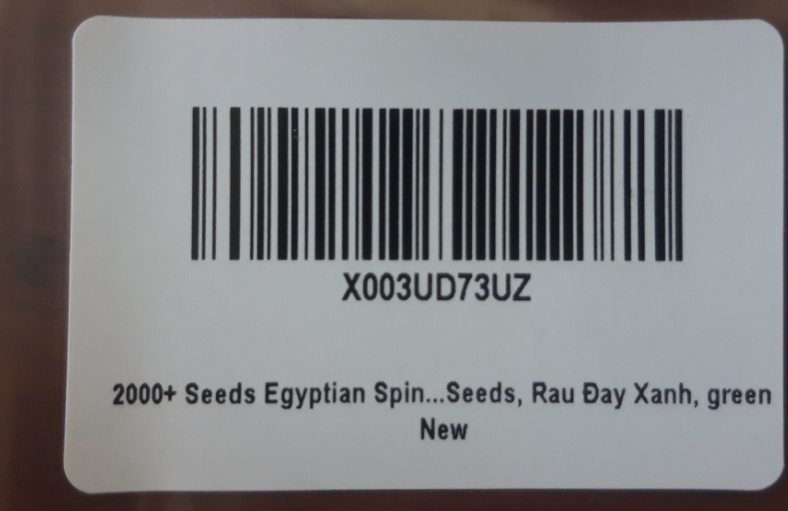 X003UD73UZ
2000+ Seeds Egyptian Spin...Seeds, Rau Đay Xanh, green
New